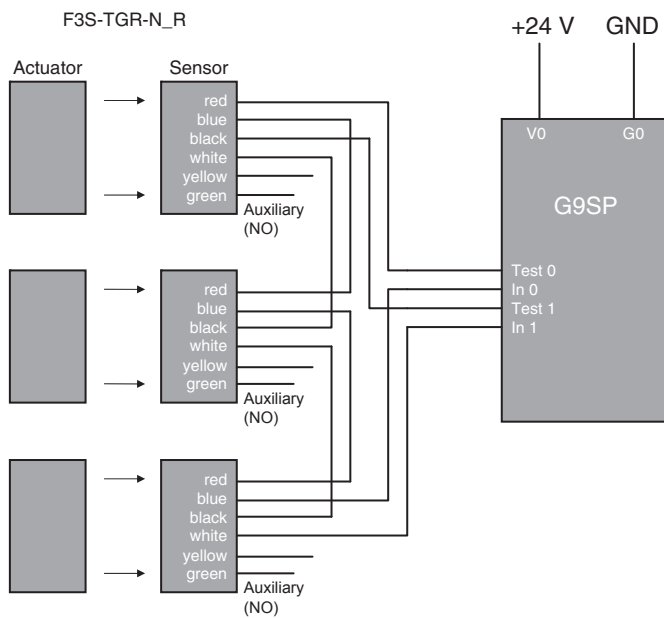 F3S-TGR-N_R
+24 V GND
Actuator Sensor
red
blue
black
white
yellow
green
Auxiliary
(NO)
V0 G0
G9SP
Test 0
In 0
Test 1
In 1
red
blue
black
white
yellow
green
Auxiliary
(NO)
red
blue
black
white
yellow
green
Auxiliary
(NO)